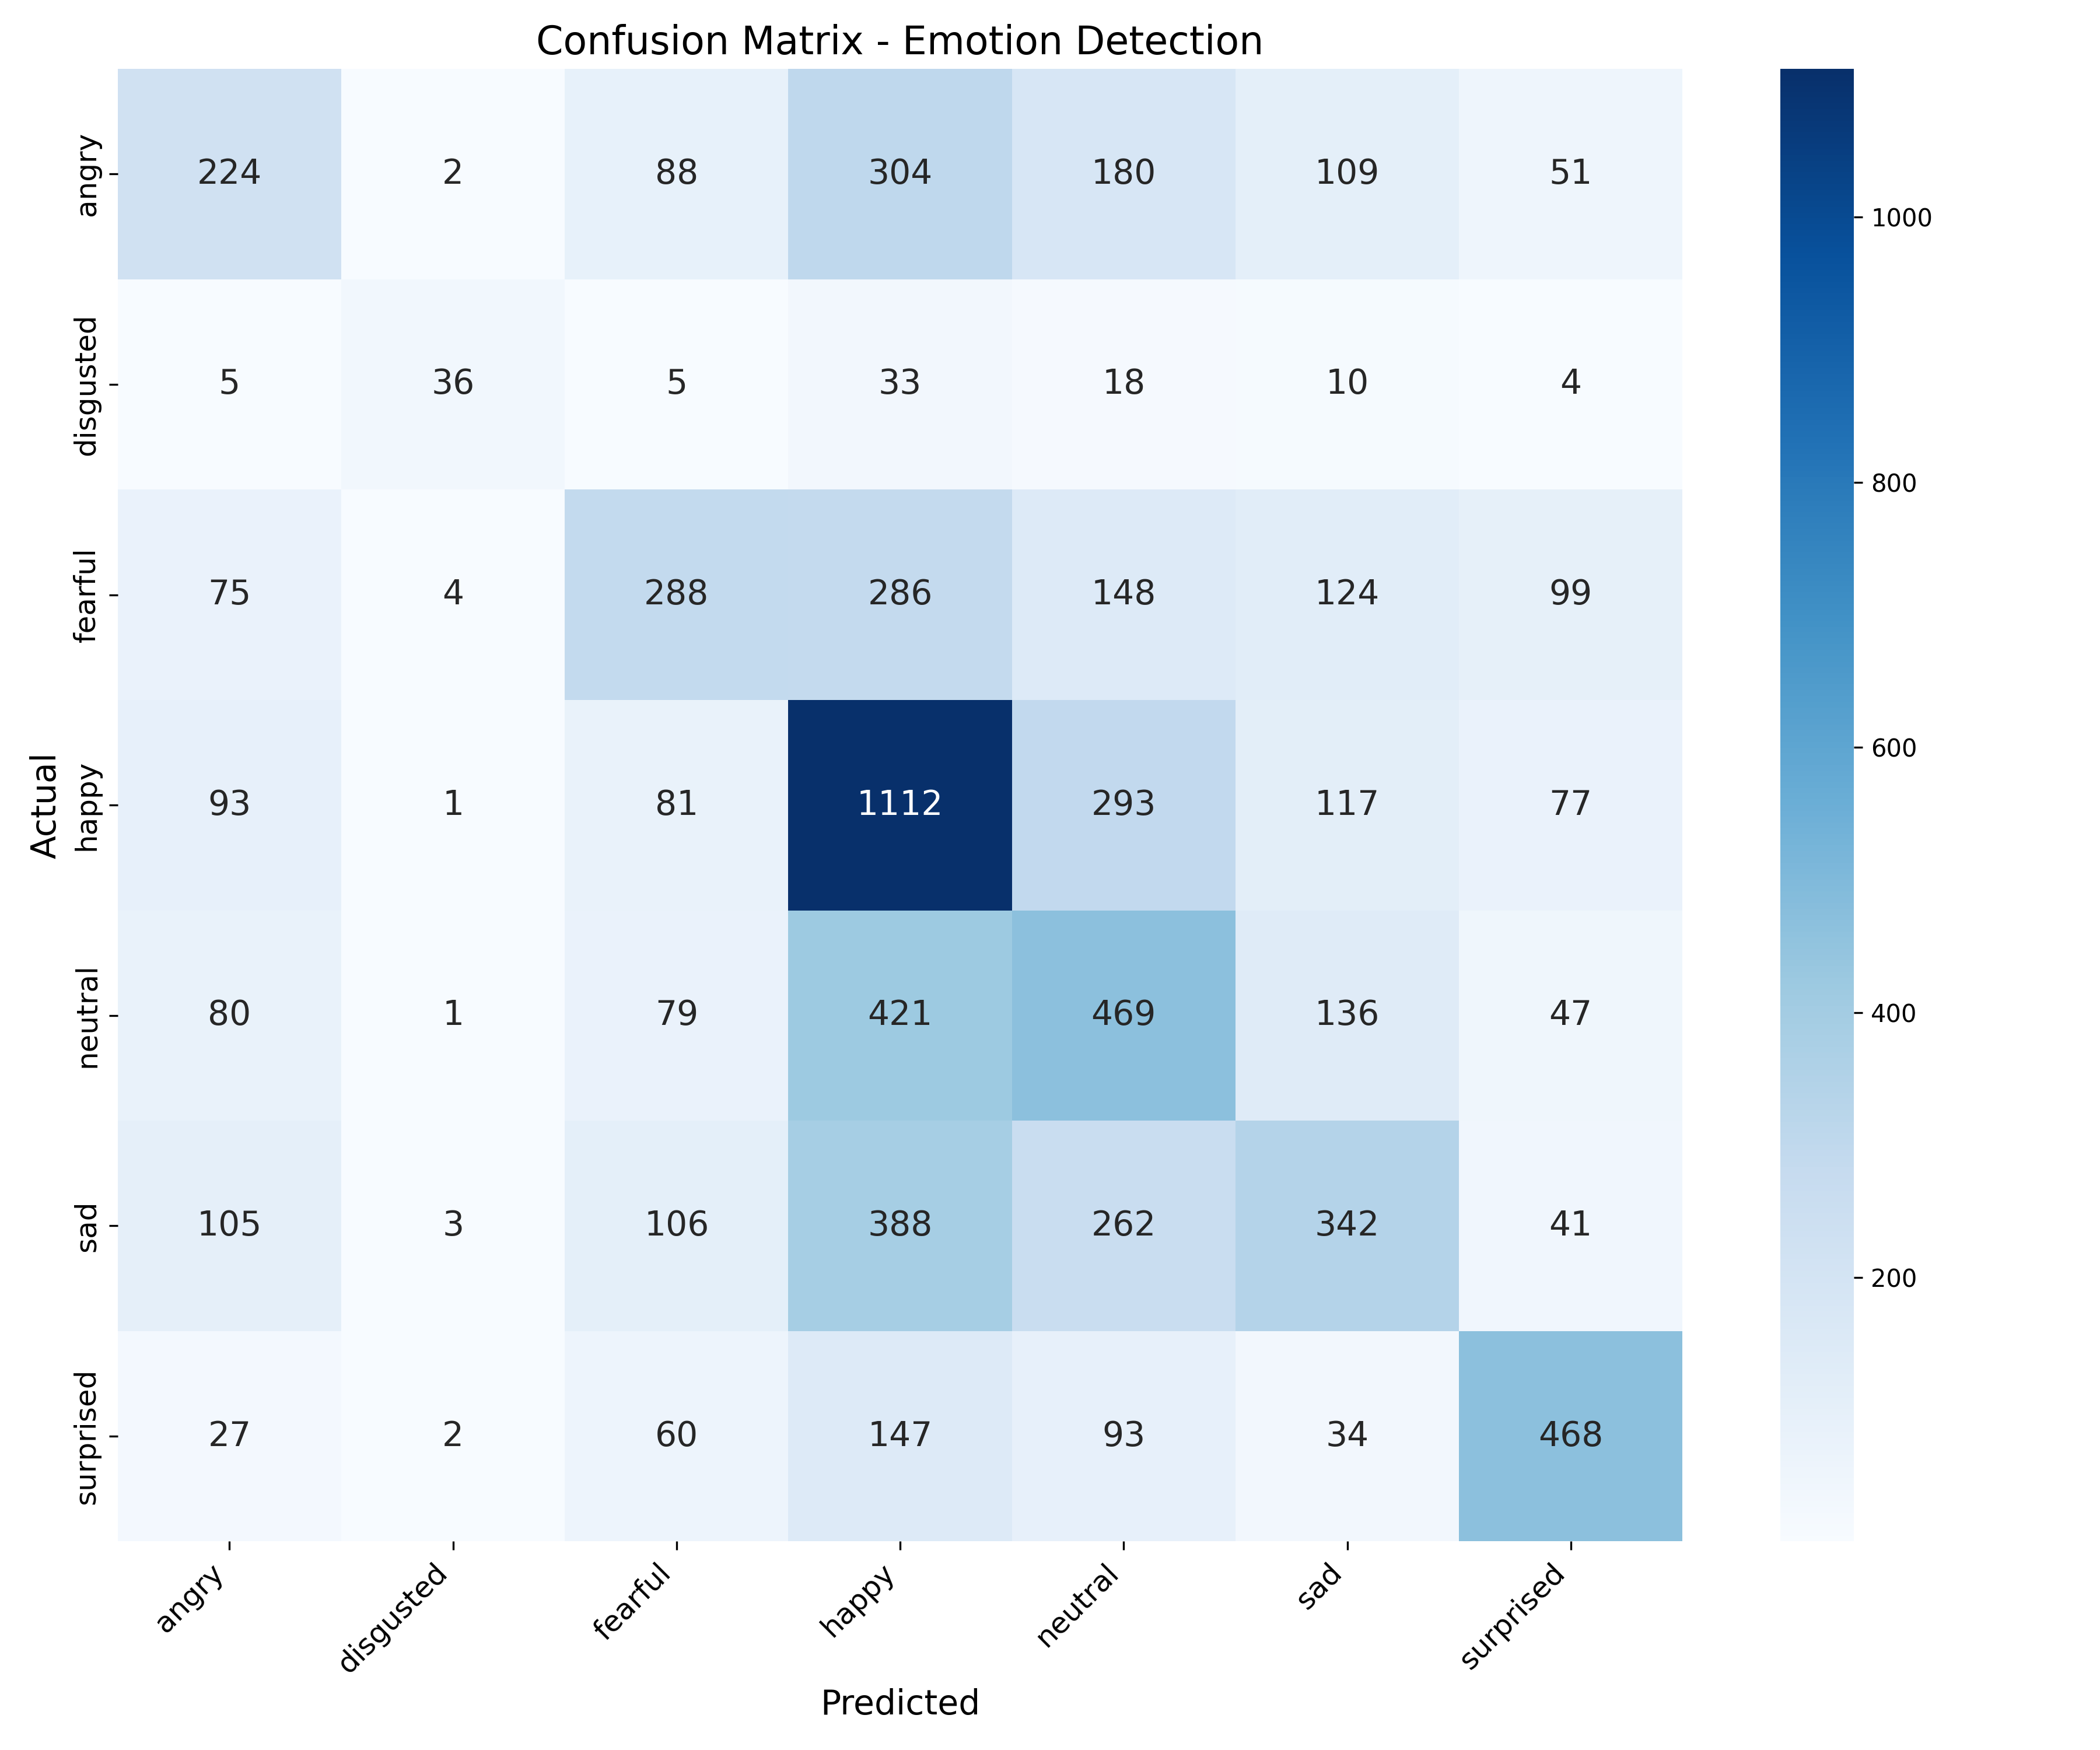 Confusion Matrix - Emotion Detection
Actual
angry 224 2 88 304 180 109 51
disgusted 5 36 5 33 18 10 4
fearful 75 4 288 286 148 124 99
happy 93 1 81 1112 293 117 77
neutral 80 1 79 421 469 136 47
sad 105 3 106 388 262 342 41
surprised 27 2 60 147 93 34 468
angry disgusted fearful happy neutral sad surprised
Predicted
1000
800
600
400
200